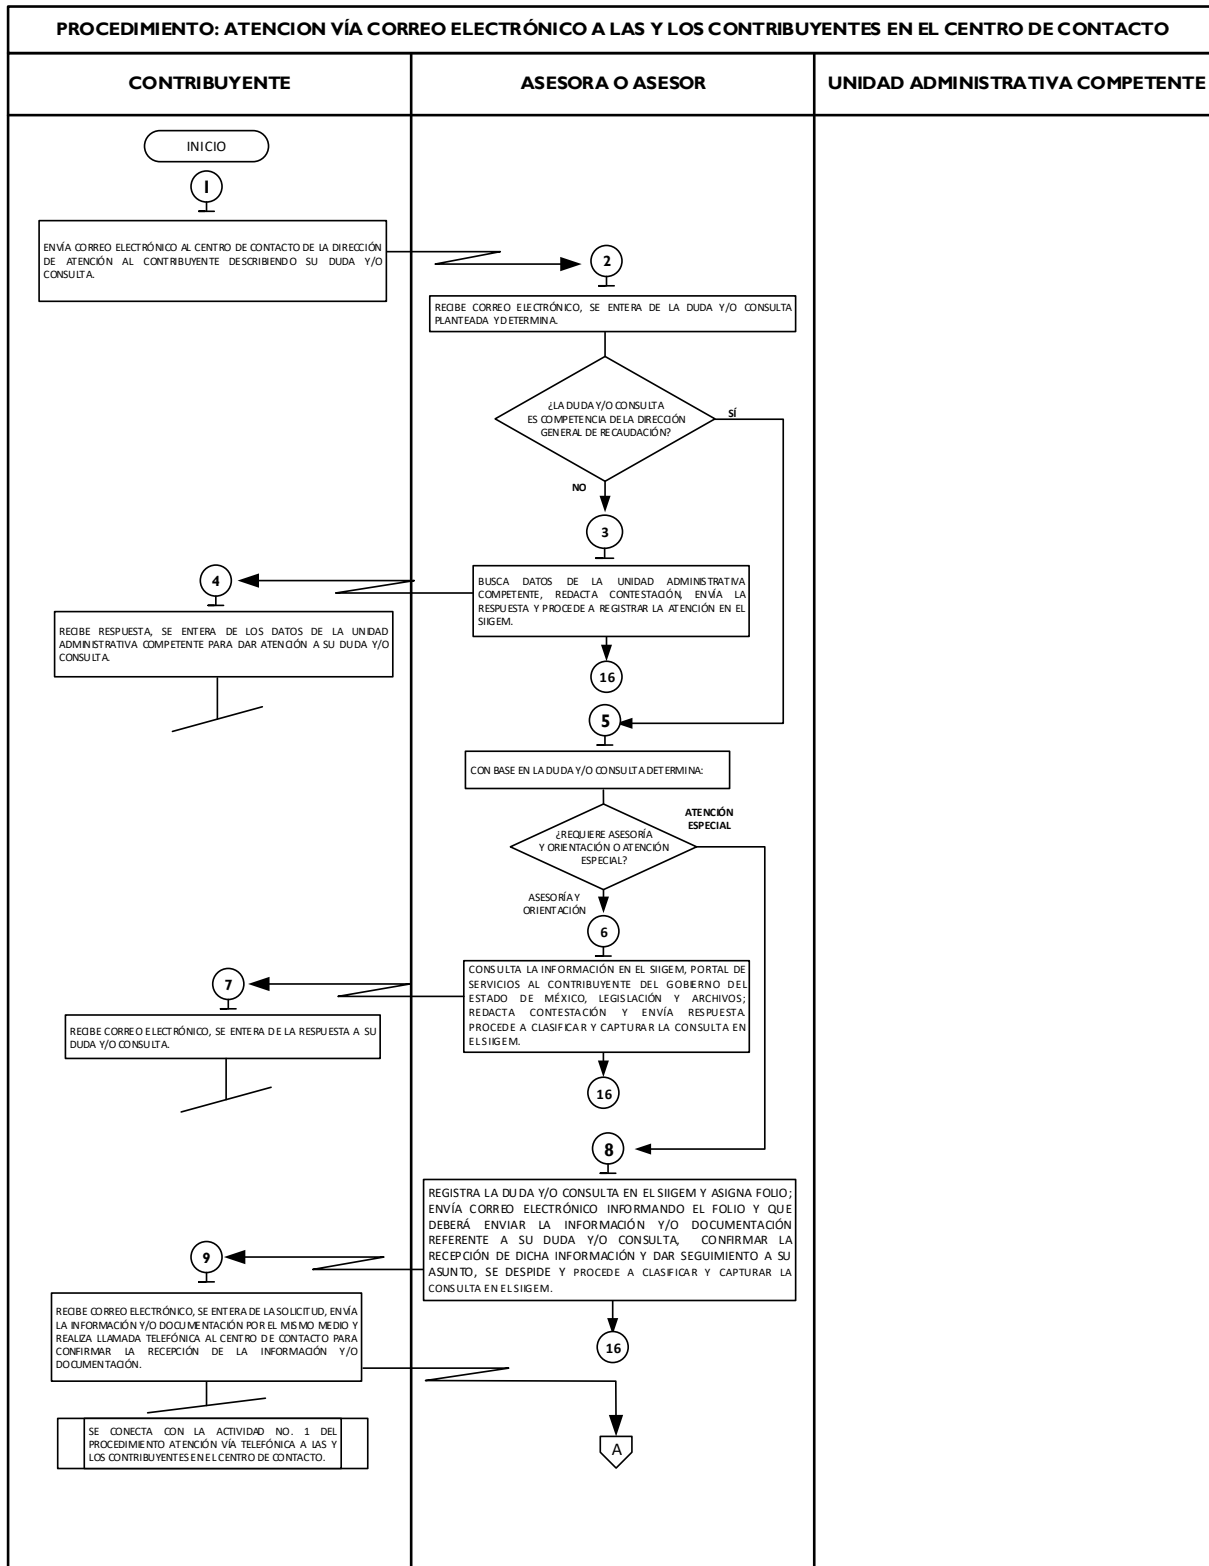 PROCEDIMIENTO: ATENCION VÍA CORREO ELECTRÓNICO A LAS Y LOS CONTRIBUYENTES EN EL CENTRO DE CONTACTO
CONTRIBUYENTE
ASESORA O ASESOR
UNIDAD ADMINISTRATIVA COMPETENTE
INICIO
1
ENVÍA CORREO ELECTRÓNICO AL CENTRO DE CONTACTO DE LA DIRECCIÓN
DE ATENCIÓN AL CONTRIBUYENTE DESCRIBIENDO SU DUDA Y/O
CONSULTA.
2
RECIBE CORREO ELECTRÓNICO, SE ENTERA DE LA DUDA Y/O CONSULTA
PLANTEADA Y DETERMINA.
¿LA DUDA Y/O CONSULTA
ES COMPETENCIA DE LA DIRECCIÓN
GENERAL DE RECAUDACIÓN?
SÍ
NO
3
BUSCA DATOS DE LA UNIDAD ADMINISTRATIVA
COMPETENTE, REDACTA CONTESTACIÓN, ENVÍA LA
RESPUESTA Y PROCEDE A REGISTRAR LA ATENCIÓN EN EL
SIIGEM.
4
RECIBE RESPUESTA, SE ENTERA DE LOS DATOS DE LA UNIDAD
ADMINISTRATIVA COMPETENTE PARA DAR ATENCIÓN A SU DUDA Y/O
CONSULTA.
16
5
CON BASE EN LA DUDA Y/O CONSULTA DETERMINA:
¿REQUIERE ASESORÍA
Y ORIENTACIÓN O ATENCIÓN
ESPECIAL?
ATENCIÓN
ESPECIAL
ASESORÍA Y
ORIENTACIÓN
6
CONSULTA LA INFORMACIÓN EN EL SIIGEM, PORTAL DE
SERVICIOS AL CONTRIBUYENTE DEL GOBIERNO DEL
ESTADO DE MÉXICO, LEGISLACIÓN Y ARCHIVOS;
REDACTA CONTESTACIÓN Y ENVÍA RESPUESTA.
PROCEDE A CLASIFICAR Y CAPTURAR LA CONSULTA EN
EL SIIGEM.
7
RECIBE CORREO ELECTRÓNICO, SE ENTERA DE LA RESPUESTA A SU
DUDA Y/O CONSULTA.
16
8
REGISTRA LA DUDA Y/O CONSULTA EN EL SIIGEM Y ASIGNA FOLIO;
ENVÍA CORREO ELECTRÓNICO INFORMANDO EL FOLIO Y QUE
DEBERÁ ENVIAR LA INFORMACIÓN Y/O DOCUMENTACIÓN
REFERENTE A SU DUDA Y/O CONSULTA, CONFIRMAR LA
RECEPCIÓN DE DICHA INFORMACIÓN Y DAR SEGUIMIENTO A SU
ASUNTO, SE DESPIDE Y PROCEDE A CLASIFICAR Y CAPTURAR LA
CONSULTA EN EL SIIGEM.
9
RECIBE CORREO ELECTRÓNICO, SE ENTERA DE LA SOLICITUD, ENVÍA
LA INFORMACIÓN Y/O DOCUMENTACIÓN POR EL MISMO MEDIO Y
REALIZA LLAMADA TELEFÓNICA AL CENTRO DE CONTACTO PARA
CONFIRMAR LA RECEPCIÓN DE LA INFORMACIÓN Y/O
DOCUMENTACIÓN.
16
SE CONECTA CON LA ACTIVIDAD NO. 1 DEL
PROCEDIMIENTO ATENCIÓN VÍA TELEFÓNICA A LAS Y
LOS CONTRIBUYENTES EN EL CENTRO DE CONTACTO.
A